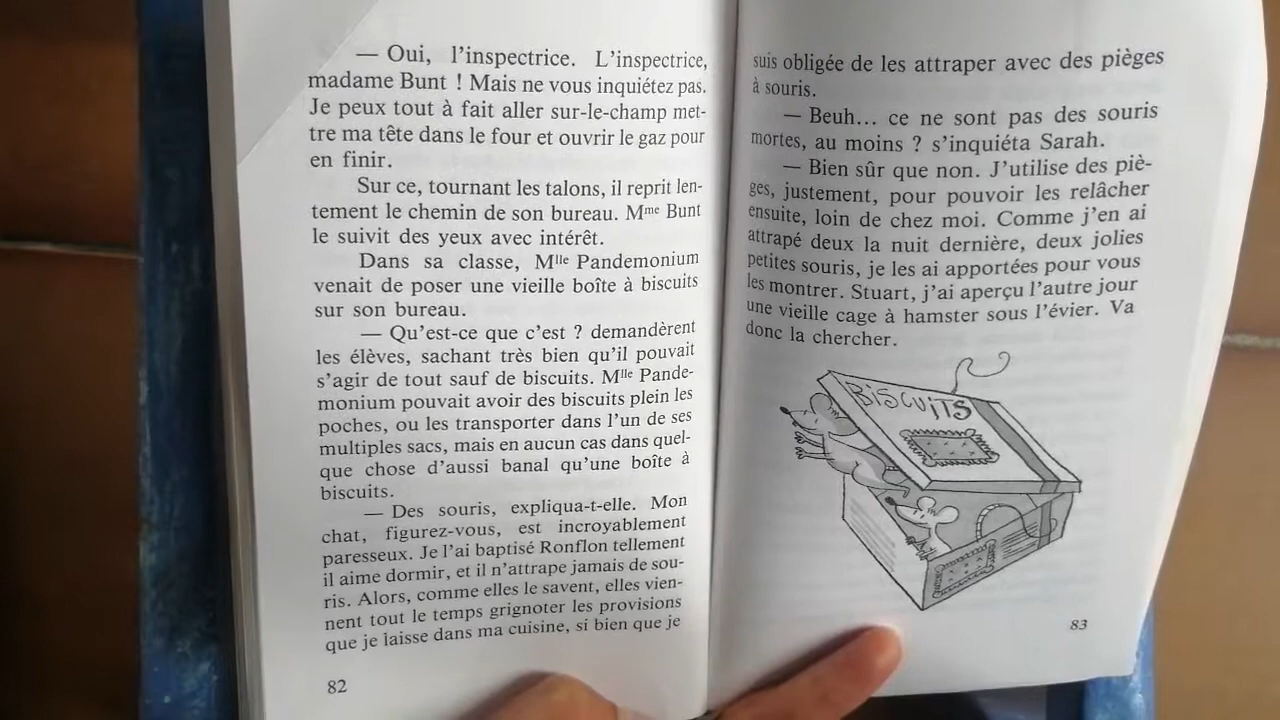 — Oui, l'inspectrice. L'inspectrice,
madame Bunt ! Mais ne vous inquiétez pas.
Je peux tout à fait aller sur-le-champ met-
tre ma tête dans le four et ouvrir le gaz pour
en finir.
Sur ce, tournant les talons, il reprit len-
tement le chemin de son bureau. Mme Bunt
le suivit des yeux avec intérêt.
Dans sa classe, Mlle Pandemonium
venait de poser une vieille boîte à biscuits
sur son bureau.
— Qu'est-ce que c'est ? demandèrent
les élèves, sachant très bien qu'il pouvait
s'agir de tout sauf de biscuits. Mlle Pande-
monium pouvait avoir des biscuits plein les
poches, ou les transporter dans l'un de ses
multiples sacs, mais en aucun cas dans quel-
que chose d'aussi banal qu'une boîte à
biscuits.
— Des souris, expliqua-t-elle. Mon
chat, figurez-vous, est incroyablement
paresseux. Je l'ai baptisé Ronflon tellement
il aime dormir, et il n'attrape jamais de sou-
ris. Alors, comme elles le savent, elles vien-
nent tout le temps grignoter les provisions
que je laisse dans ma cuisine, si bien que je
82
suis obligée de les attraper avec des pièges
à souris.
— Beuh... ce ne sont pas des souris
mortes, au moins ? s'inquiéta Sarah.
— Bien sûr que non. J'utilise des piè-
ges, justement, pour pouvoir les relâcher
ensuite, loin de chez moi. Comme j'en ai
attrapé deux la nuit dernière, deux jolies
petites souris, je les ai apportées pour vous
les montrer. Stuart, j'ai aperçu l'autre jour
une vieille cage à hamster sous l'évier. Va
donc la chercher.
BISCUITS
83